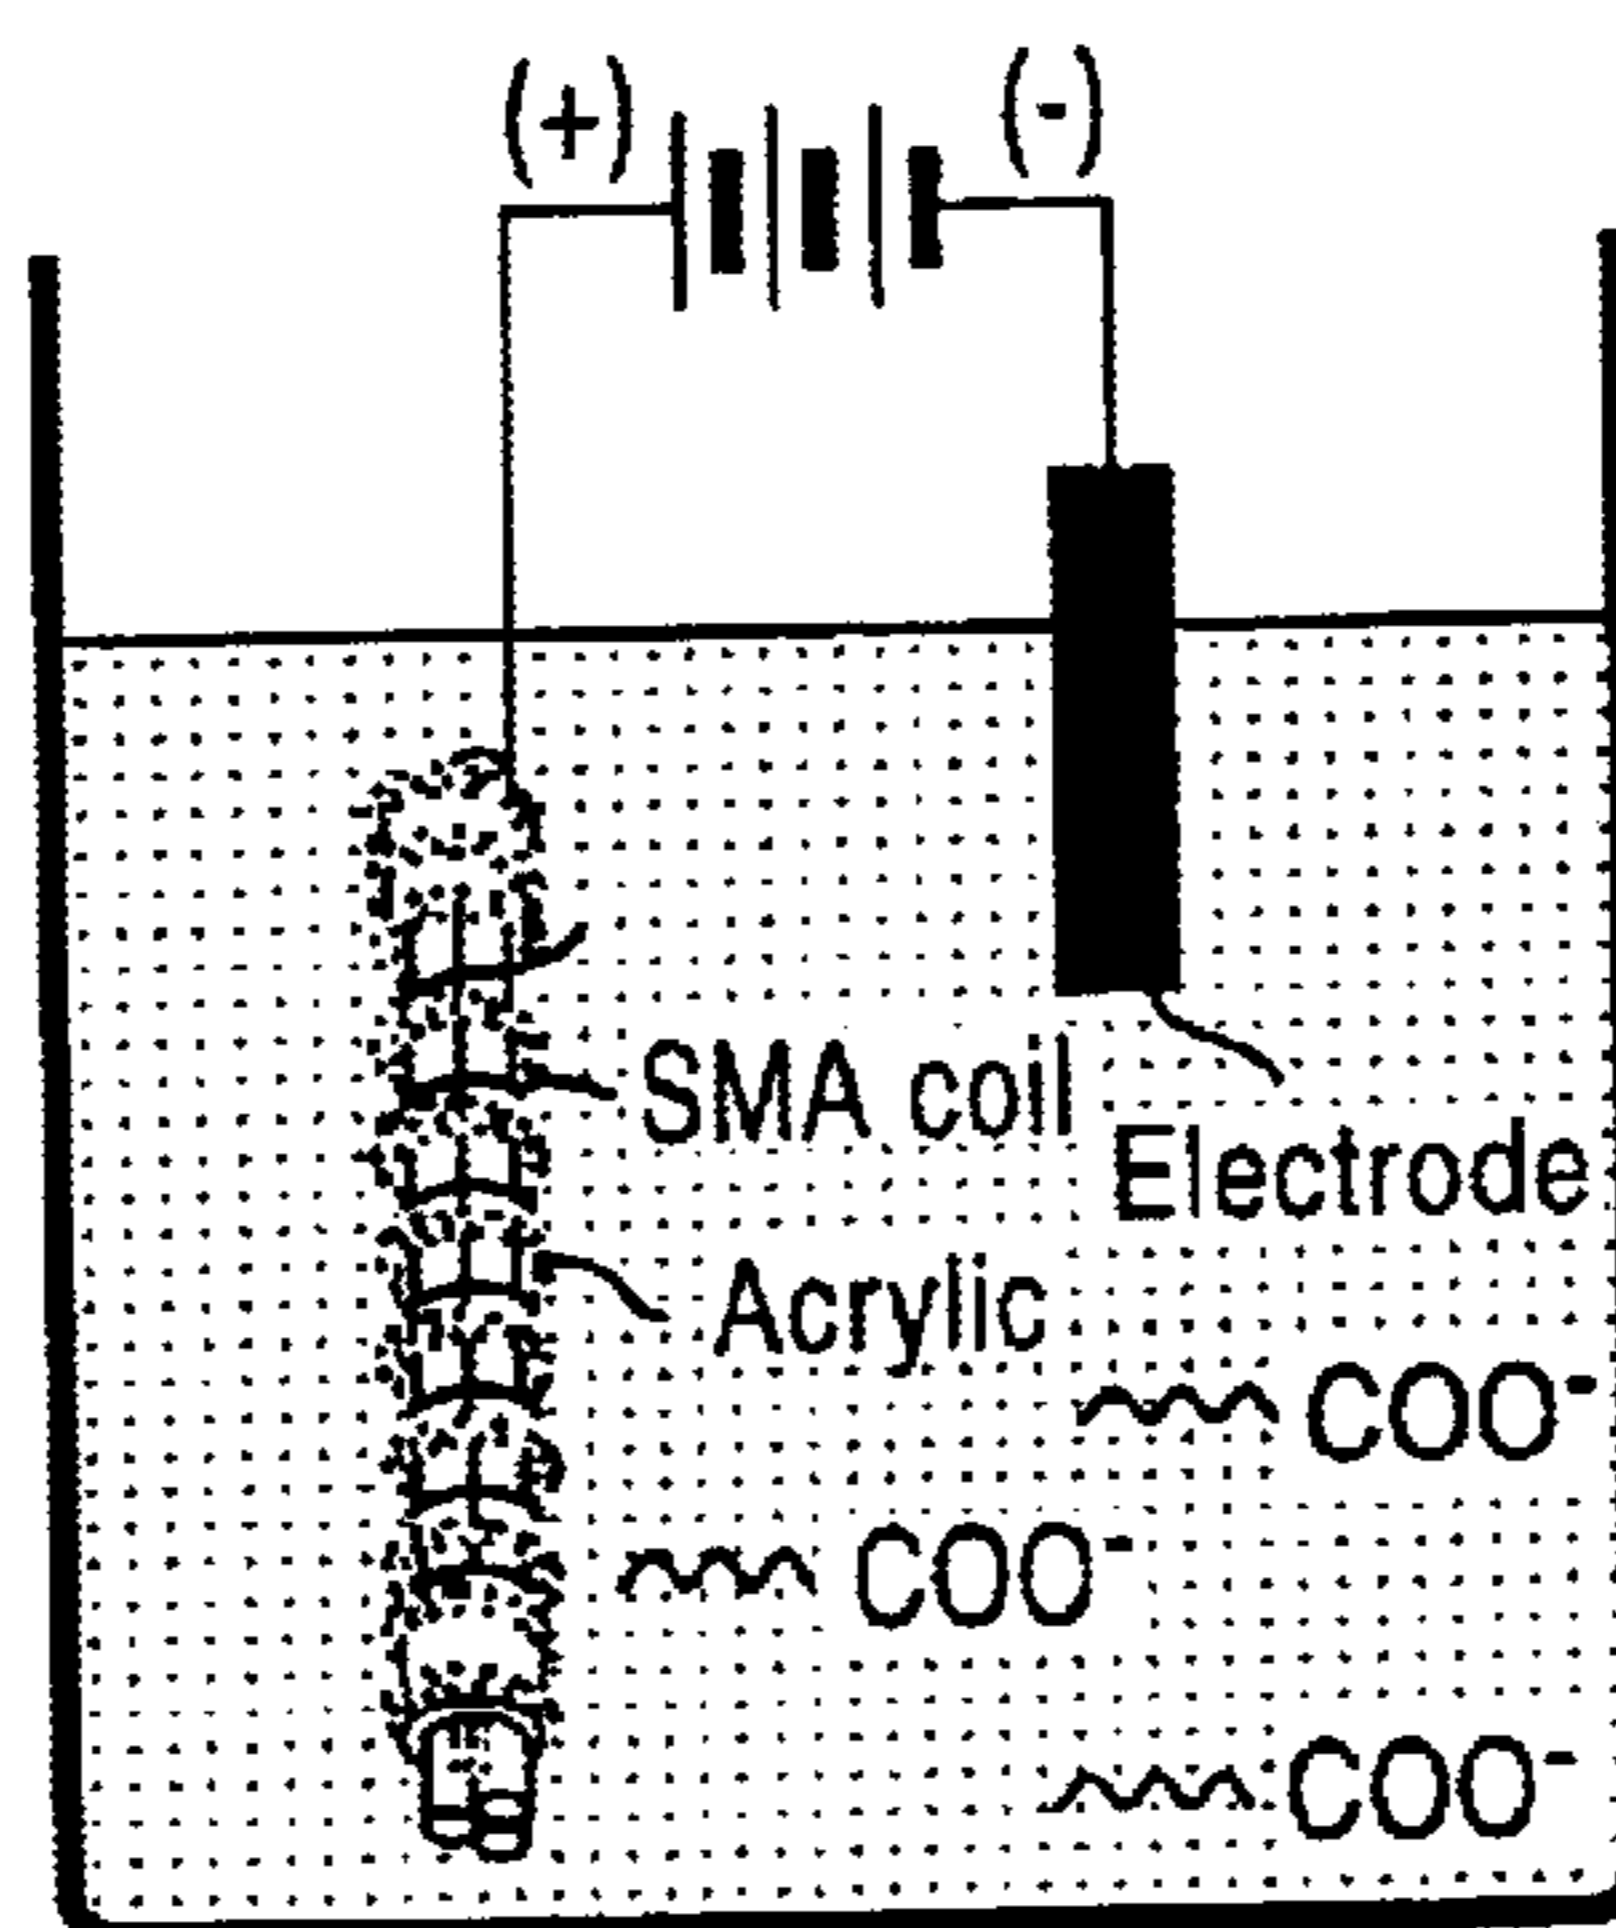 (+) (-)
SMA coil
Electrode
Acrylic
COO⁻
COO⁻
COO⁻